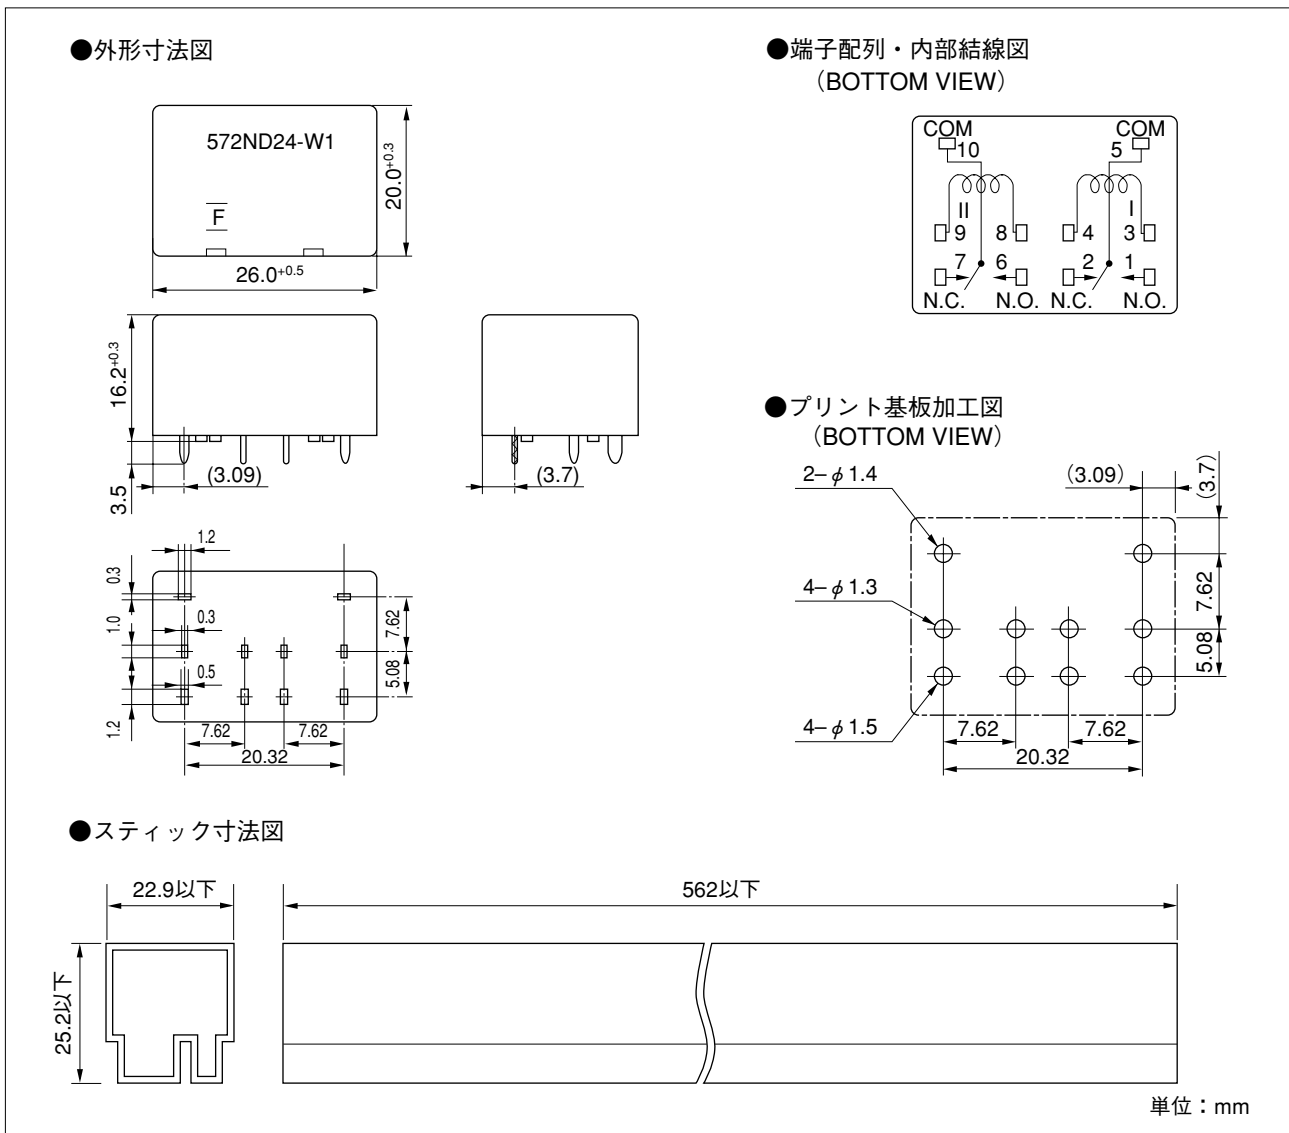 ●外形寸法図
572ND24-W1
F
20.0+0.3
26.0+0.5
16.2+0.3
3.5
(3.09)
(3.7)
1.2
0.3
1.0
0.3
0.5
1.2
7.62
5.08
7.62
7.62
20.32
●端子配列・内部結線図
（BOTTOM VIEW）
COM
COM
10
5
II
I
9
8
4
3
7
6
2
1
N.C.
N.O.
N.C.
N.O.
●プリント基板加工図
（BOTTOM VIEW）
2−φ1.4
(3.09)
(3.7)
4−φ1.3
7.62
5.08
4−φ1.5
7.62
7.62
20.32
●スティック寸法図
22.9以下
562以下
25.2以下
単位：mm